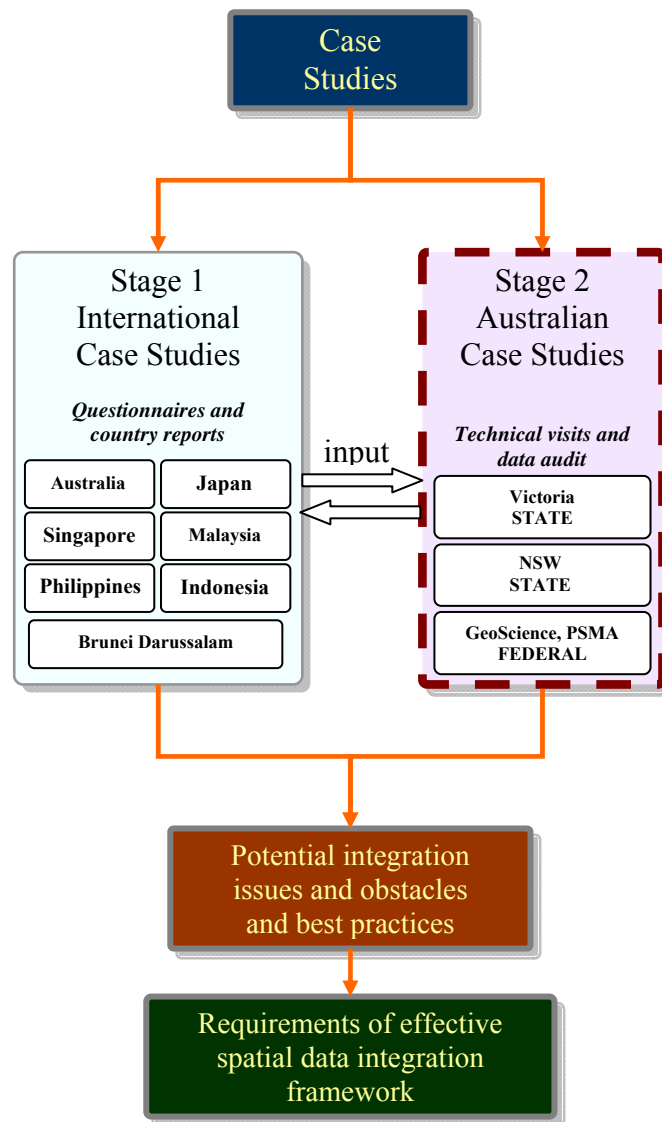 Case
Studies
Stage 1
International
Case Studies
Questionnaires and
country reports
Australia
Japan
Singapore
Malaysia
Philippines
Indonesia
Brunei Darussalam
input
Stage 2
Australian
Case Studies
Technical visits and
data audit
Victoria
STATE
NSW
STATE
GeoScience, PSMA
FEDERAL
Potential integration
issues and obstacles
and best practices
Requirements of effective
spatial data integration
framework